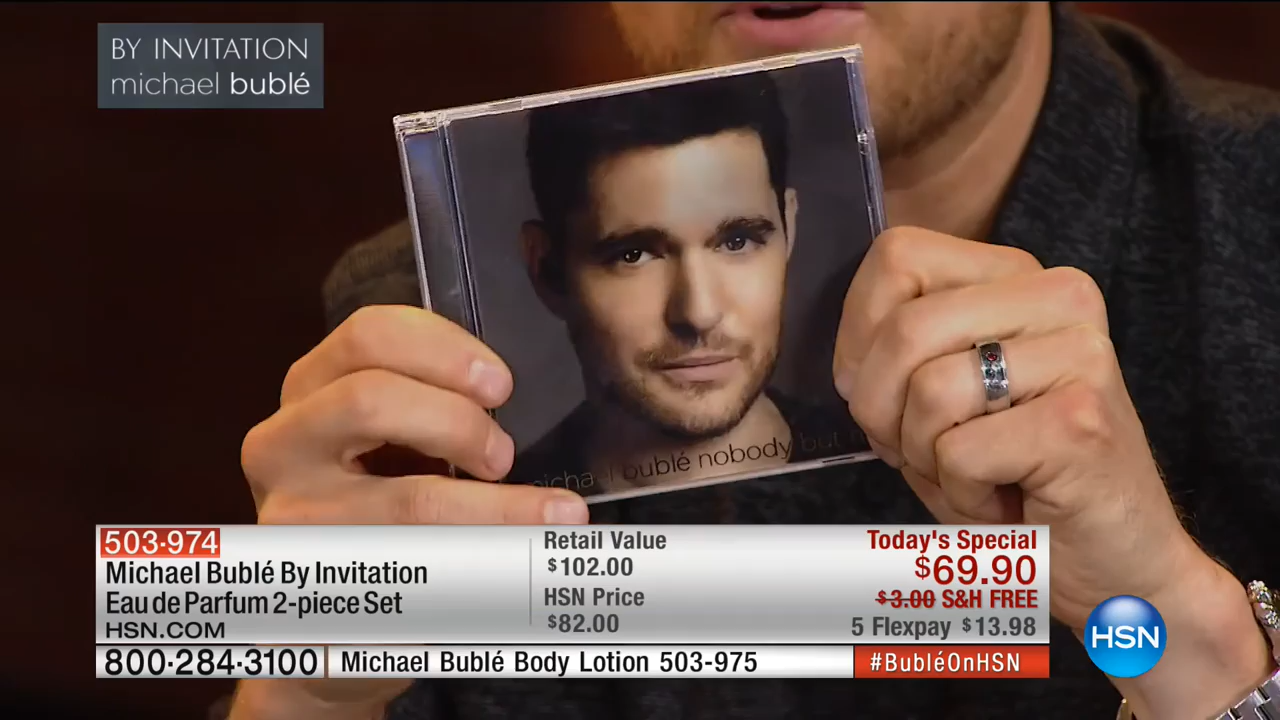 BY INVITATION
michael bublé
michael bublé nobody but
503-974
Michael Bublé By Invitation
Eau de Parfum 2-piece Set
HSN.COM
Retail Value
$102.00
HSN Price
$82.00
Today's Special
$69.90
$3.00 S&H FREE
5 Flexpay $13.98
HSN
800·284·3100
Michael Bublé Body Lotion 503-975
#BubléOnHSN